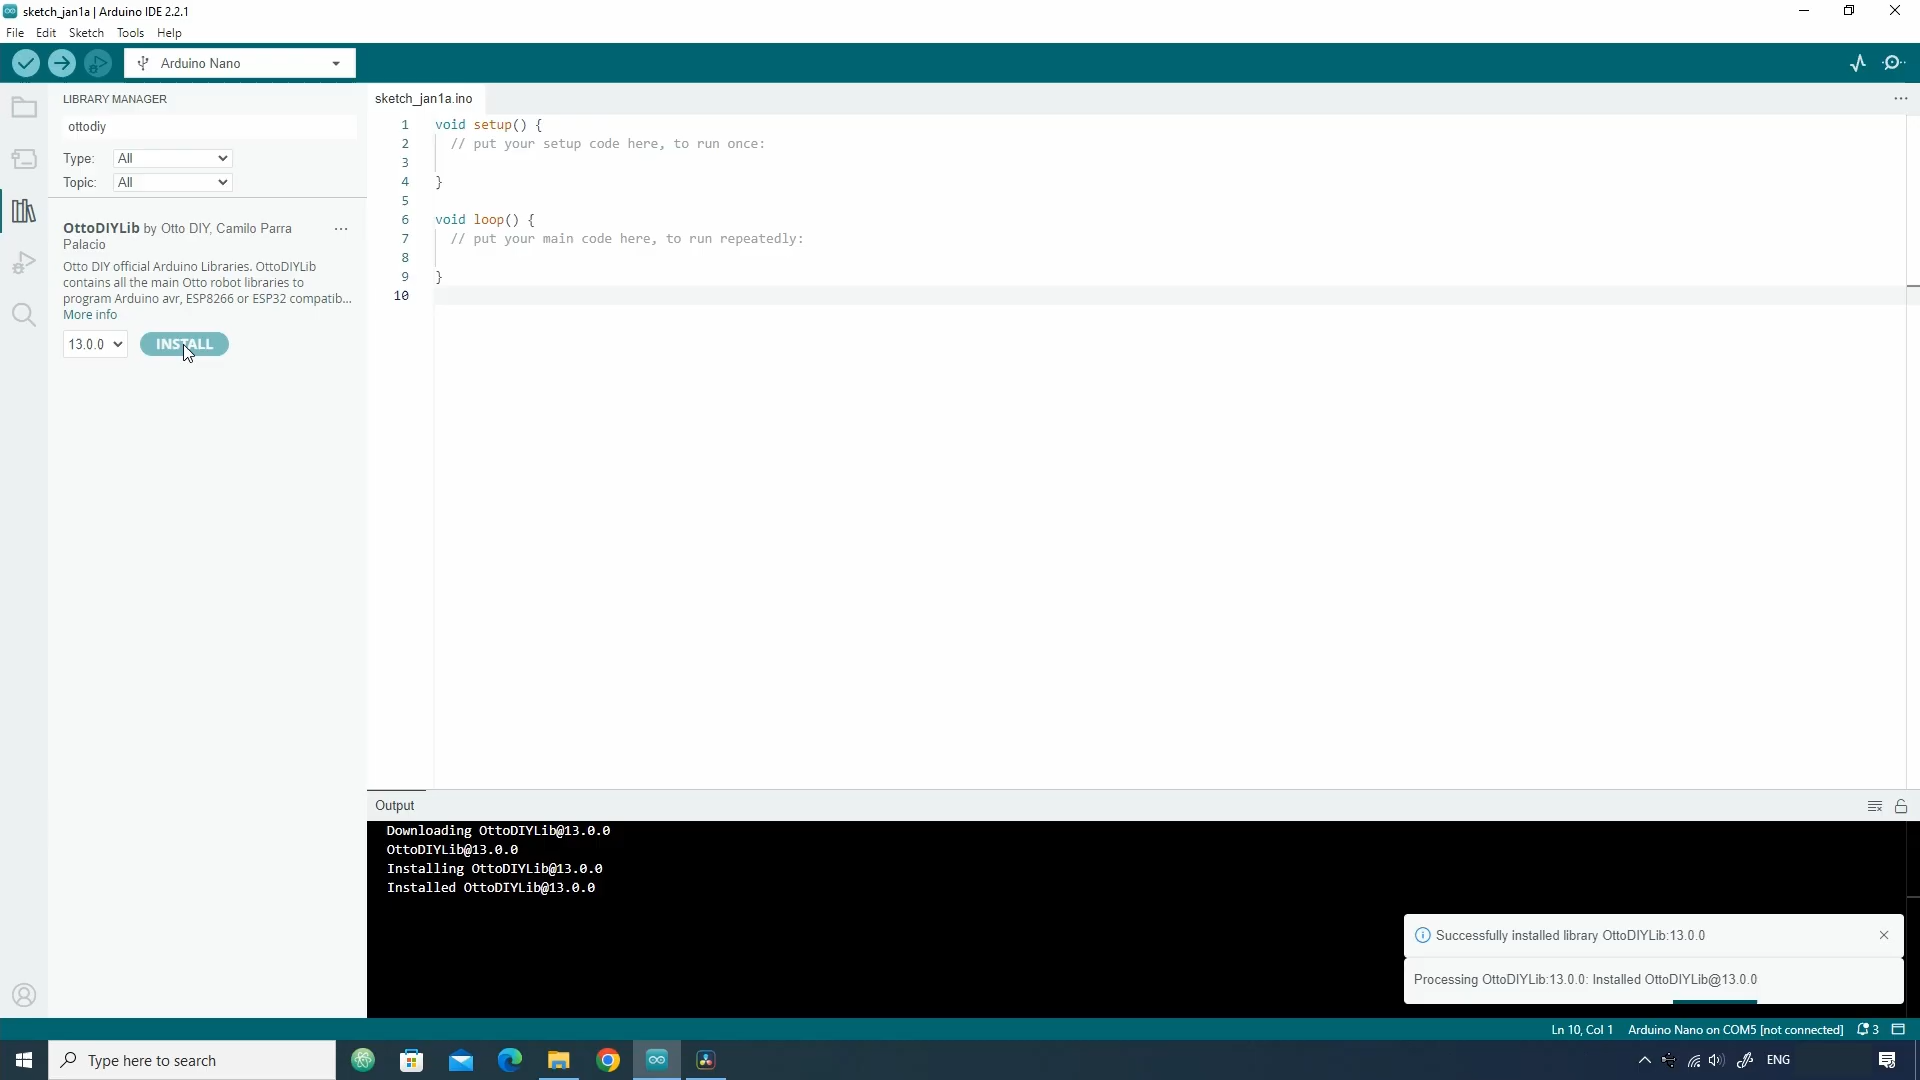 sketch_jan1a | Arduino IDE 2.2.1
File Edit Sketch Tools Help
Arduino Nano
LIBRARY MANAGER
ottodiy
Type: All
Topic: All
OttoDIYLib by Otto DIY, Camilo Parra
Palacio
Otto DIY official Arduino Libraries. OttoDIYLib
contains all the main Otto robot libraries to
program Arduino avr, ESP8266 or ESP32 compatib...
More info
13.0.0 INSTALL
sketch_jan1a.ino
1 void setup() {
2 // put your setup code here, to run once:
3
4 }
5
6 void loop() {
7 // put your main code here, to run repeatedly:
8
9 }
10
Output
Downloading OttoDIYLib@13.0.0
OttoDIYLib@13.0.0
Installing OttoDIYLib@13.0.0
Installed OttoDIYLib@13.0.0
Successfully installed library OttoDIYLib:13.0.0
Processing OttoDIYLib:13.0.0: Installed OttoDIYLib@13.0.0
Ln 10, Col 1 Arduino Nano on COM5 [not connected] 3
Type here to search
ENG